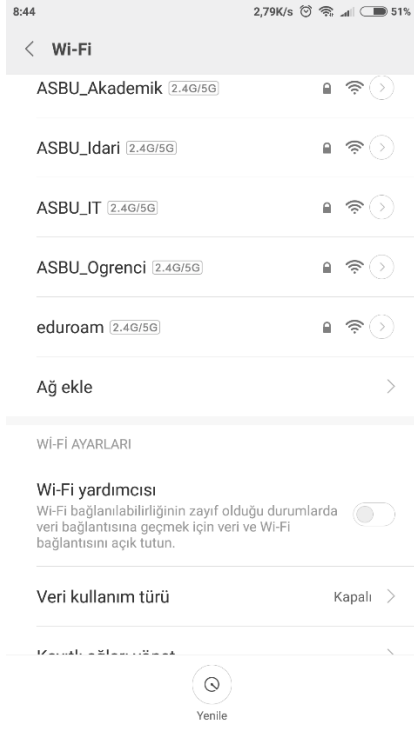 8:44 2,79K/s 51%
Wi-Fi
ASBU_Akademik 2.4G/5G
ASBU_Idari 2.4G/5G
ASBU_IT 2.4G/5G
ASBU_Ogrenci 2.4G/5G
eduroam 2.4G/5G
Ağ ekle
Wİ-Fİ AYARLARI
Wi-Fi yardımcısı
Wi-Fi bağlanılabilirliğinin zayıf olduğu durumlarda
veri bağlantısına geçmek için veri ve Wi-Fi
bağlantısını açık tutun.
Veri kullanım türü Kapalı
Kayıtlı ağları yönet
Yenile